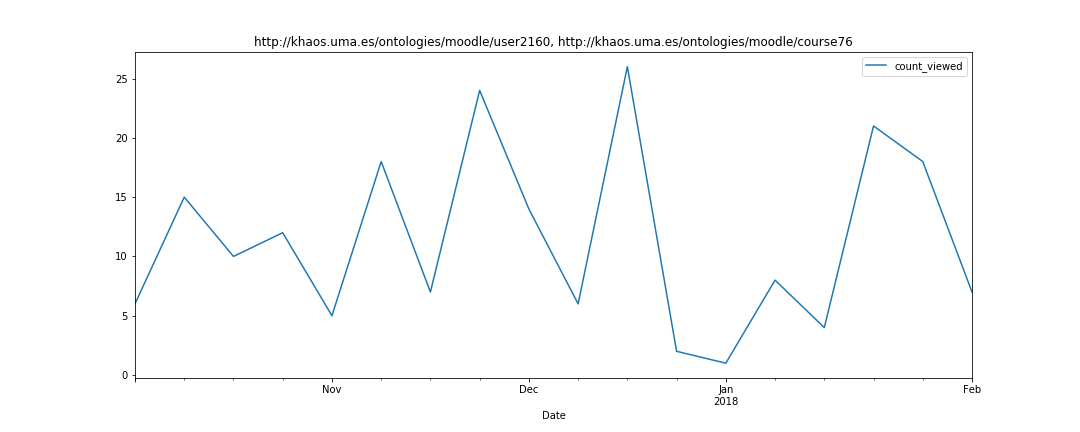 http://khaos.uma.es/ontologies/moodle/user2160, http://khaos.uma.es/ontologies/moodle/course76
count_viewed
25
20
15
10
5
0
Nov
Dec
Jan
2018
Feb
Date